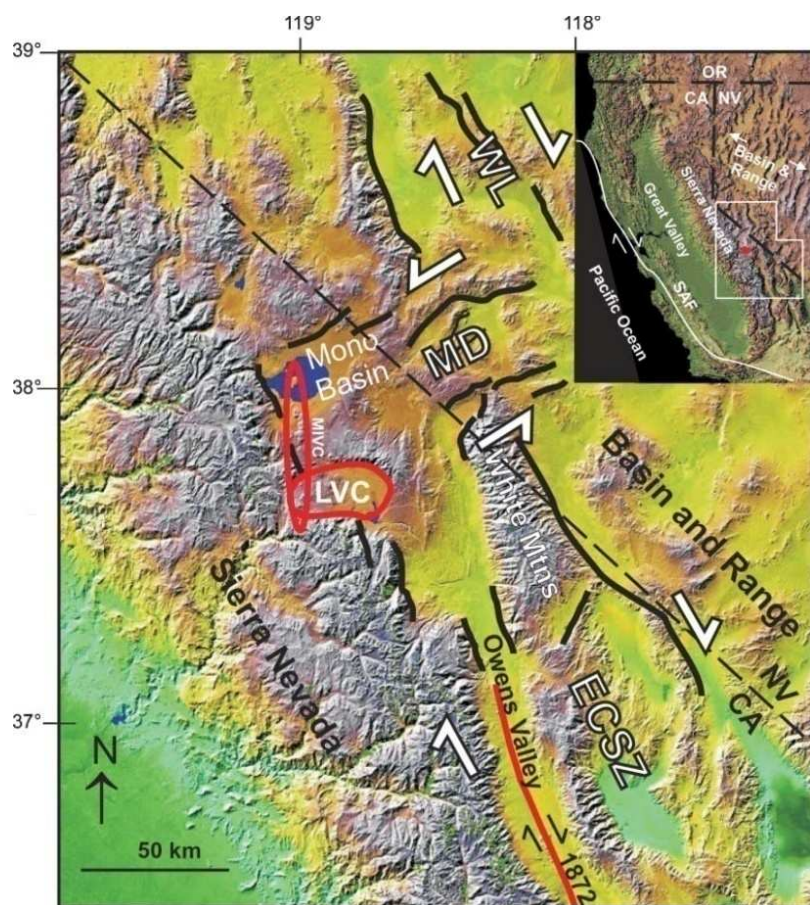 119°
118°
39°
38°
37°
OR
CA
NV
Basin &
Range
Sierra Nevada
Great Valley
SAF
Pacific Ocean
WL
MD
Mono
Basin
MIVC
LVC
White Mtns
Basin and Range
NV
CA
Sierra Nevada
Owens Valley
ECSZ
1872
N
50 km